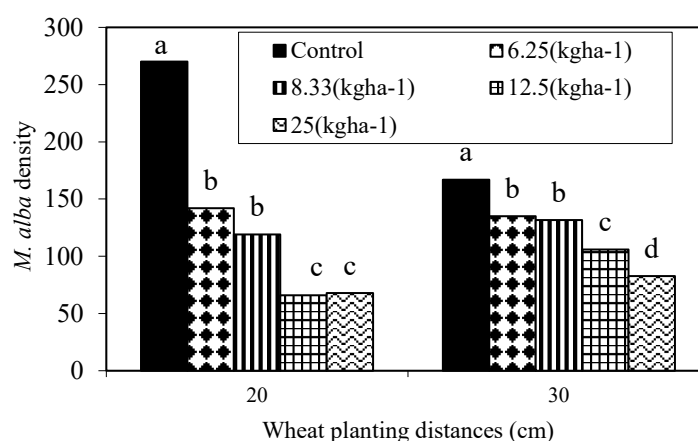 300
250
200
150
100
50
0
M. alba density
Control
6.25(kgha-1)
8.33(kgha-1)
12.5(kgha-1)
25(kgha-1)
a
b
b
c
c
a
b
b
c
d
20
30
Wheat planting distances (cm)